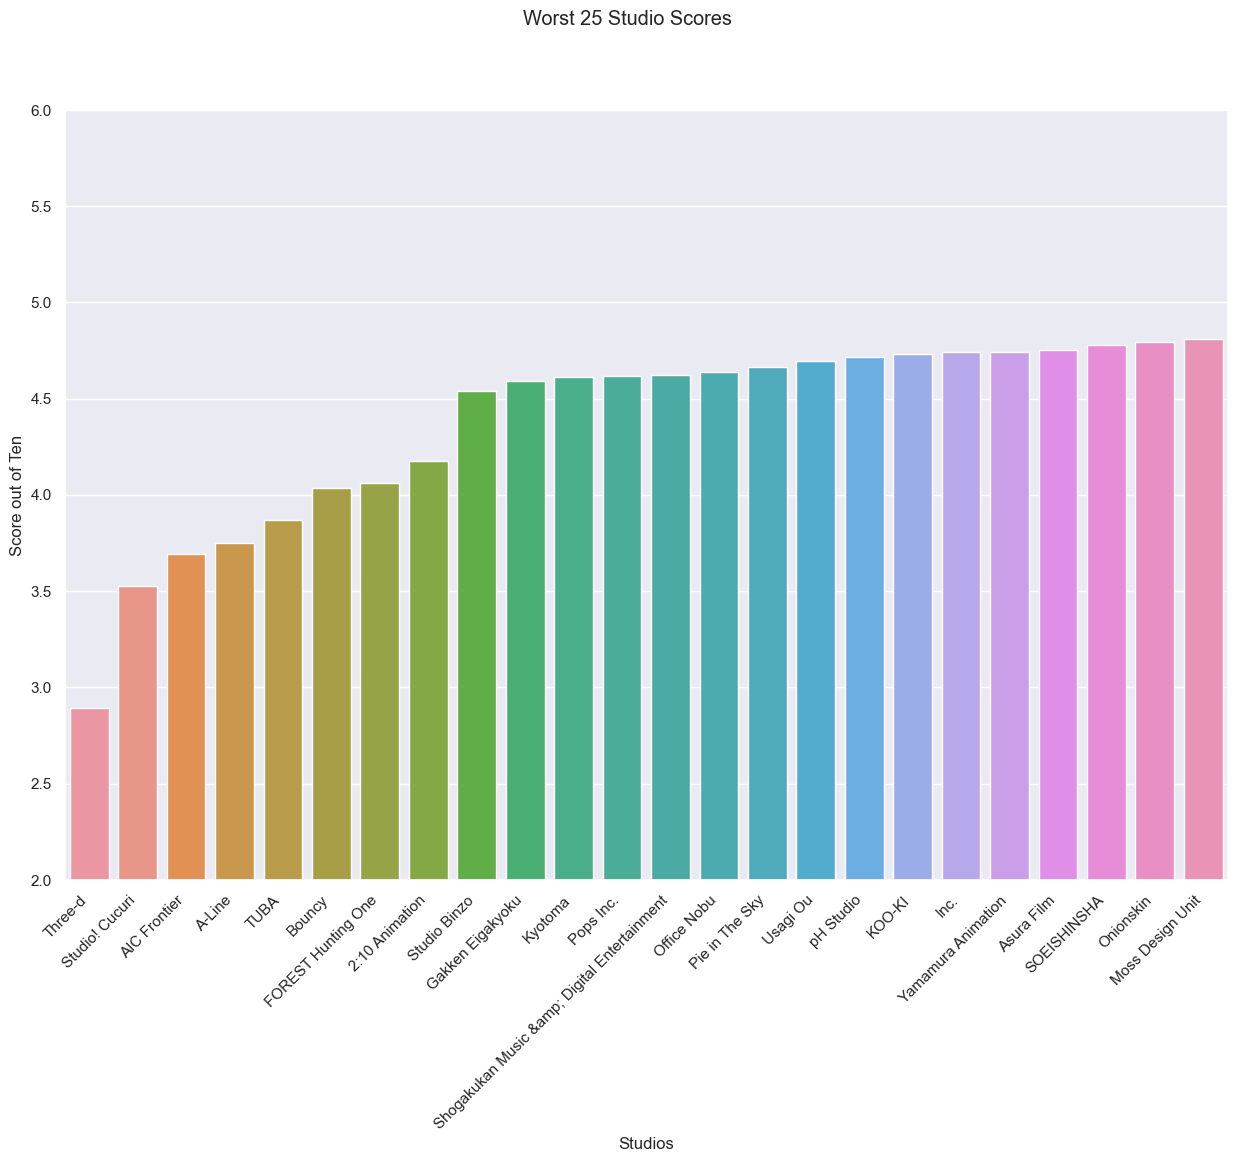 Worst 25 Studio Scores
6.0
5.5
5.0
4.5
4.0
3.5
3.0
2.5
2.0
Score out of Ten
Three-d
Studio! Cucuri
AIC Frontier
A-Line
TUBA
Bouncy
FOREST Hunting One
2:10 Animation
Studio Binzo
Gakken Eigakyoku
Kyotoma
Pops Inc.
Shogakukan Music &amp; Digital Entertainment
Office Nobu
Pie in The Sky
Usagi Ou
pH Studio
KOO-KI
Inc.
Yamamura Animation
Asura Film
SOEISHINSHA
Onionskin
Moss Design Unit
Studios